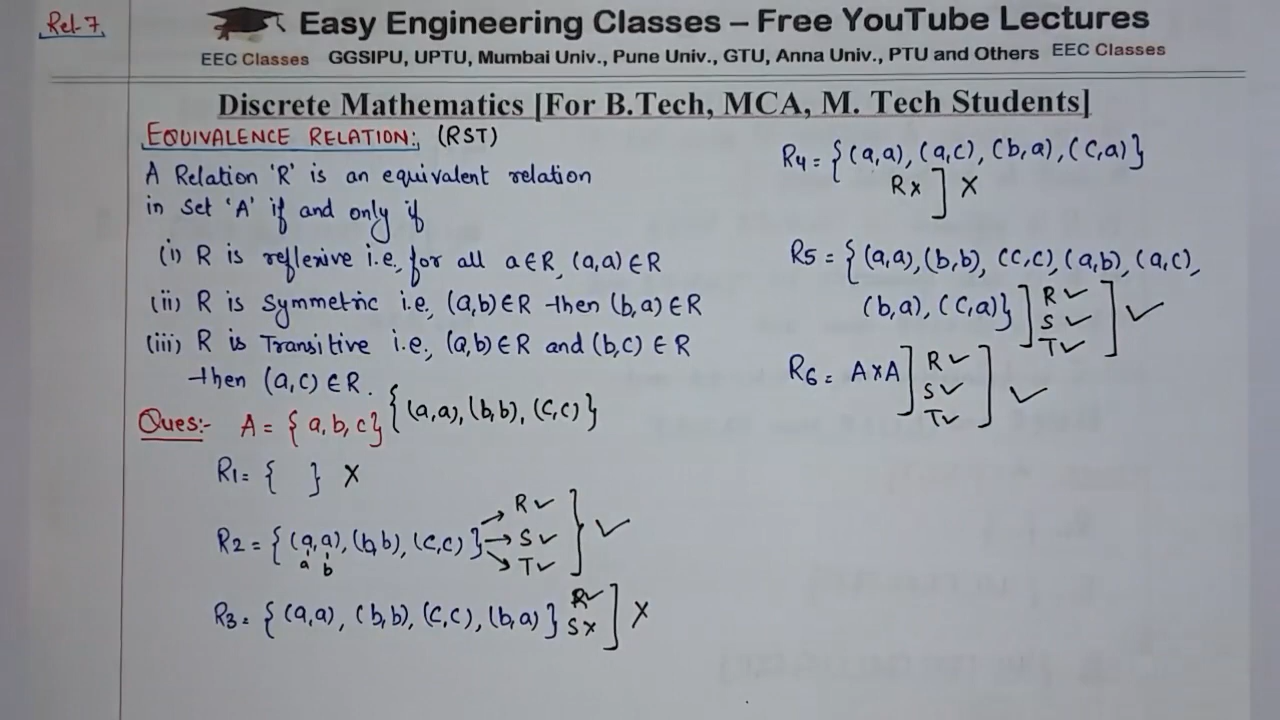 Rel-7
Easy Engineering Classes – Free YouTube Lectures
EEC Classes GGSIPU, UPTU, Mumbai Univ., Pune Univ., GTU, Anna Univ., PTU and Others EEC Classes
Discrete Mathematics [For B.Tech, MCA, M. Tech Students]
EQUIVALENCE RELATION:, (RST)
A Relation 'R' is an equivalent relation
in Set 'A' if and only if
(i) R is reflexive i.e., for all a∈R, (a,a)∈R
(ii) R is Symmetric i.e., (a,b)∈R then (b,a)∈R
(iii) R is Transitive i.e., (a,b)∈R and (b,c)∈R
then (a,c)∈R.
Ques:- A = {a,b,c} {(a,a), (b,b), (c,c)}
R1= { } X
R2 = {(a,a), (b,b), (c,c)} → R✓ → S✓ → T✓ } ✓
a b
R3 = {(a,a), (b,b), (c,c), (b,a)} R✓ Sx ] X
R4 = {(a,a), (a,c), (b,a), (c,a)}
Rx ] X
R5 = {(a,a), (b,b), (c,c), (a,b), (a,c),
(b,a), (c,a)} ] R✓ S✓ T✓ ] ✓
R6 = A×A ] R✓ S✓ T✓ ] ✓